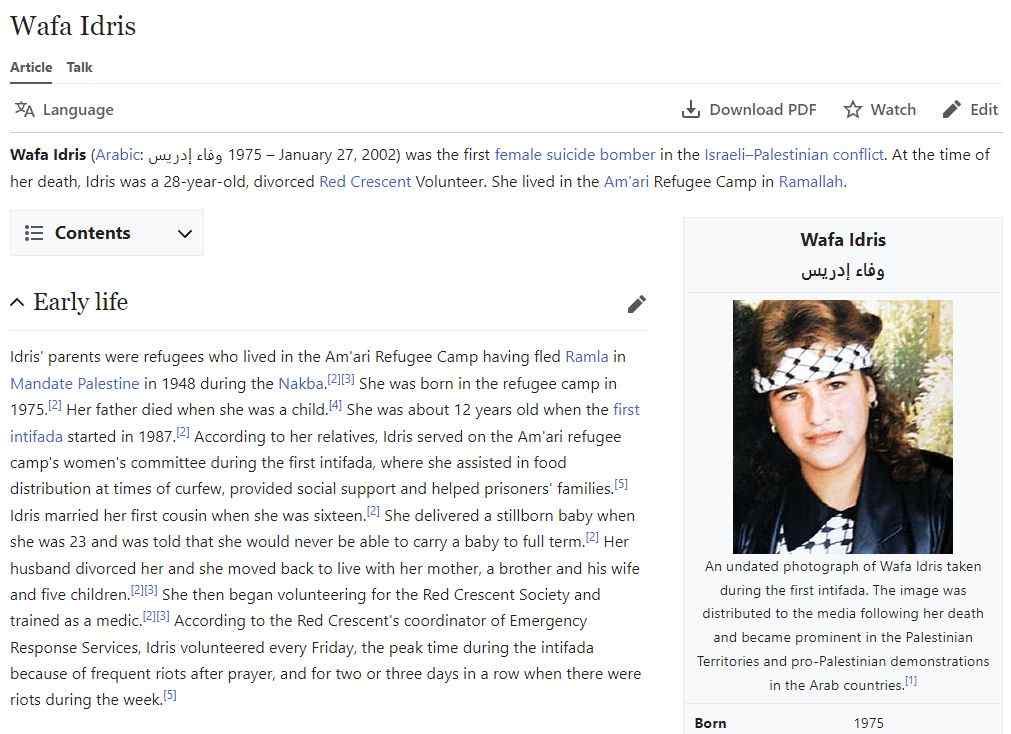 Wafa Idris
Article Talk
Language Download PDF Watch Edit
Wafa Idris (Arabic: وفاء إدريس 1975 – January 27, 2002) was the first female suicide bomber in the Israeli–Palestinian conflict. At the time of
her death, Idris was a 28-year-old, divorced Red Crescent Volunteer. She lived in the Am'ari Refugee Camp in Ramallah.
Contents
Early life
Idris' parents were refugees who lived in the Am'ari Refugee Camp having fled Ramla in
Mandate Palestine in 1948 during the Nakba.[2][3] She was born in the refugee camp in
1975.[2] Her father died when she was a child.[4] She was about 12 years old when the first
intifada started in 1987.[2] According to her relatives, Idris served on the Am'ari refugee
camp's women's committee during the first intifada, where she assisted in food
distribution at times of curfew, provided social support and helped prisoners' families.[5]
Idris married her first cousin when she was sixteen.[2] She delivered a stillborn baby when
she was 23 and was told that she would never be able to carry a baby to full term.[2] Her
husband divorced her and she moved back to live with her mother, a brother and his wife
and five children.[2][3] She then began volunteering for the Red Crescent Society and
trained as a medic.[2][3] According to the Red Crescent's coordinator of Emergency
Response Services, Idris volunteered every Friday, the peak time during the intifada
because of frequent riots after prayer, and for two or three days in a row when there were
riots during the week.[5]
Wafa Idris
وفاء إدريس
An undated photograph of Wafa Idris taken
during the first intifada. The image was
distributed to the media following her death
and became prominent in the Palestinian
Territories and pro-Palestinian demonstrations
in the Arab countries.[1]
Born 1975